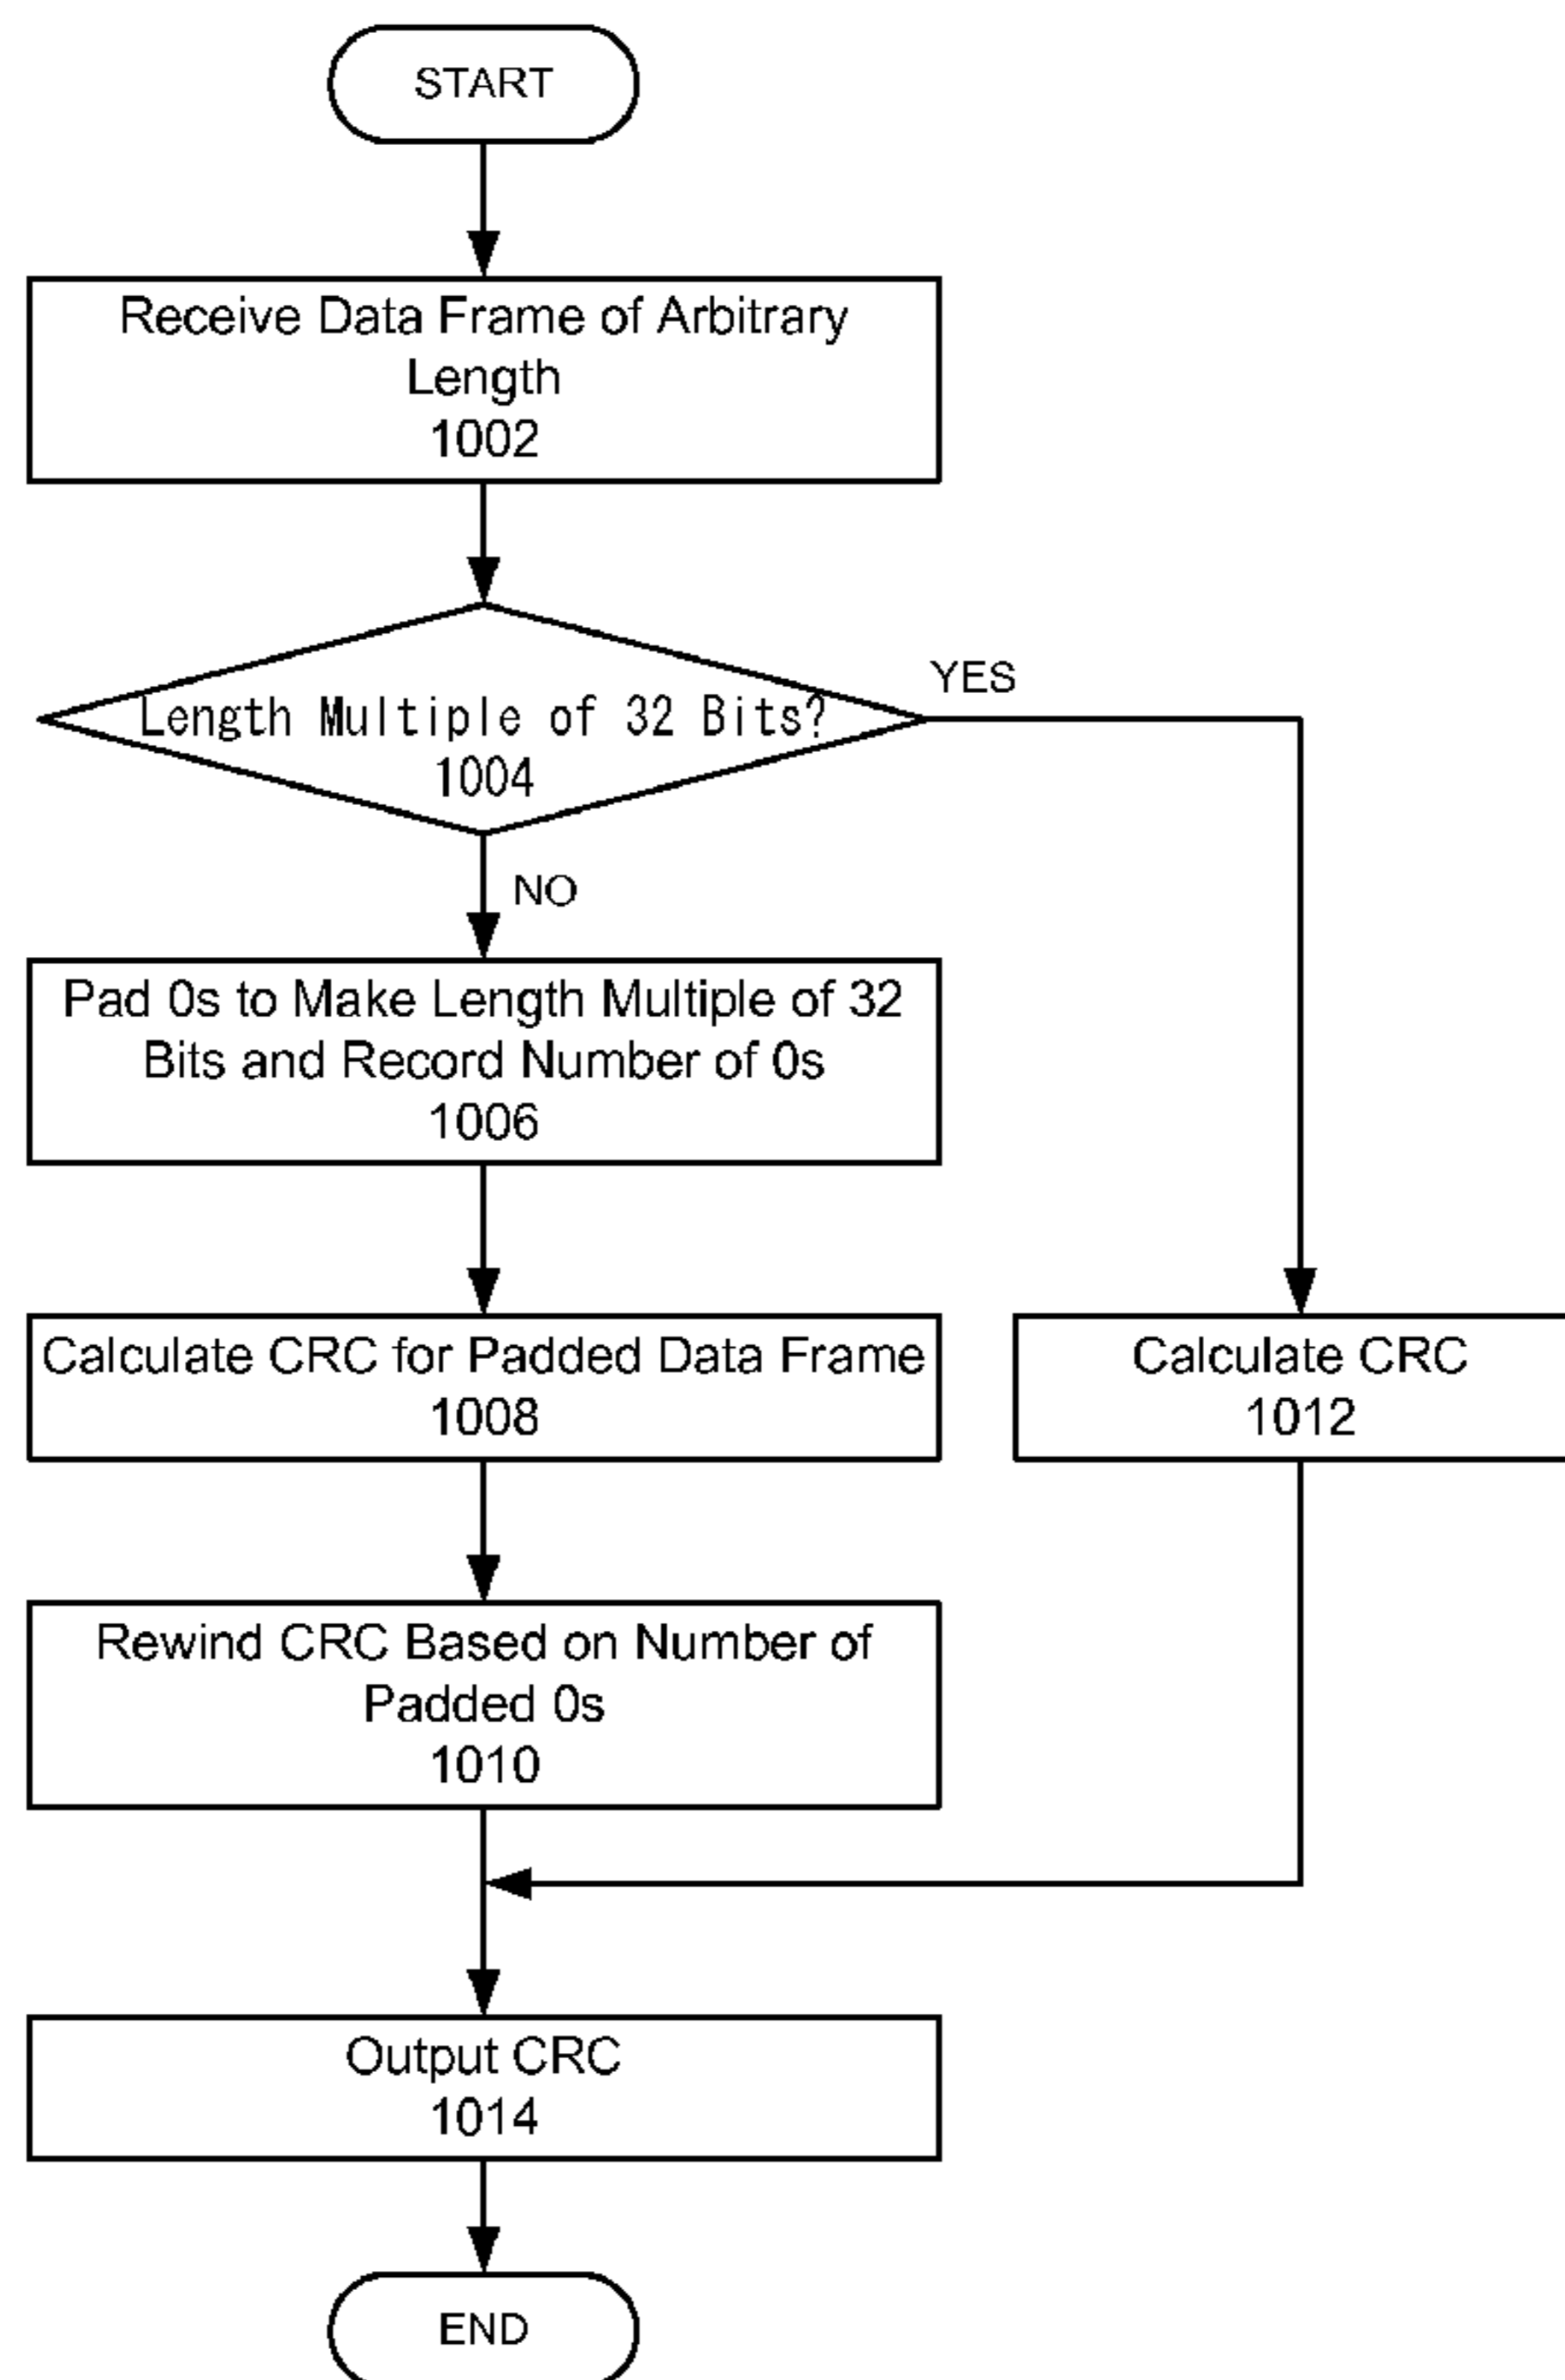 START
Receive Data Frame of Arbitrary
Length
1002
Length Multiple of 32 Bits?
1004
YES
NO
Pad 0s to Make Length Multiple of 32
Bits and Record Number of 0s
1006
Calculate CRC for Padded Data Frame
1008
Calculate CRC
1012
Rewind CRC Based on Number of
Padded 0s
1010
Output CRC
1014
END